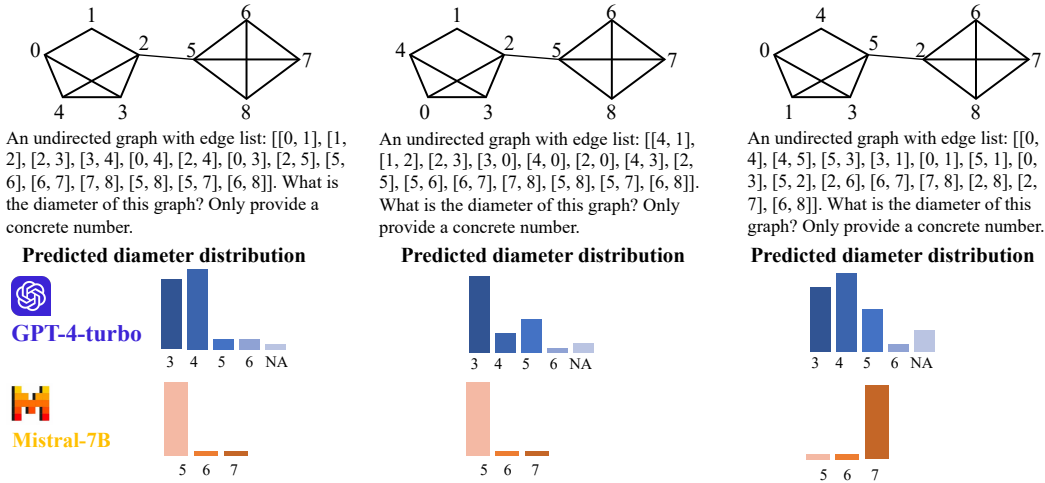 1
0
2
4
3
5
6
7
8
An undirected graph with edge list: [[0, 1], [1,
2], [2, 3], [3, 4], [0, 4], [2, 4], [0, 3], [2, 5], [5,
6], [6, 7], [7, 8], [5, 8], [5, 7], [6, 8]]. What is
the diameter of this graph? Only provide a
concrete number.
1
4
2
0
3
5
6
7
8
An undirected graph with edge list: [[4, 1],
[1, 2], [2, 3], [3, 0], [4, 0], [2, 0], [4, 3], [2,
5], [5, 6], [6, 7], [7, 8], [5, 8], [5, 7], [6, 8]].
What is the diameter of this graph? Only
provide a concrete number.
4
0
5
1
3
2
6
7
8
An undirected graph with edge list: [[0,
4], [4, 5], [5, 3], [3, 1], [0, 1], [5, 1], [0,
3], [5, 2], [2, 6], [6, 7], [7, 8], [2, 8], [2,
7], [6, 8]]. What is the diameter of this
graph? Only provide a concrete number.
Predicted diameter distribution
Predicted diameter distribution
Predicted diameter distribution
GPT-4-turbo
3 4 5 6 NA
3 4 5 6 NA
3 4 5 6 NA
Mistral-7B
5 6 7
5 6 7
5 6 7